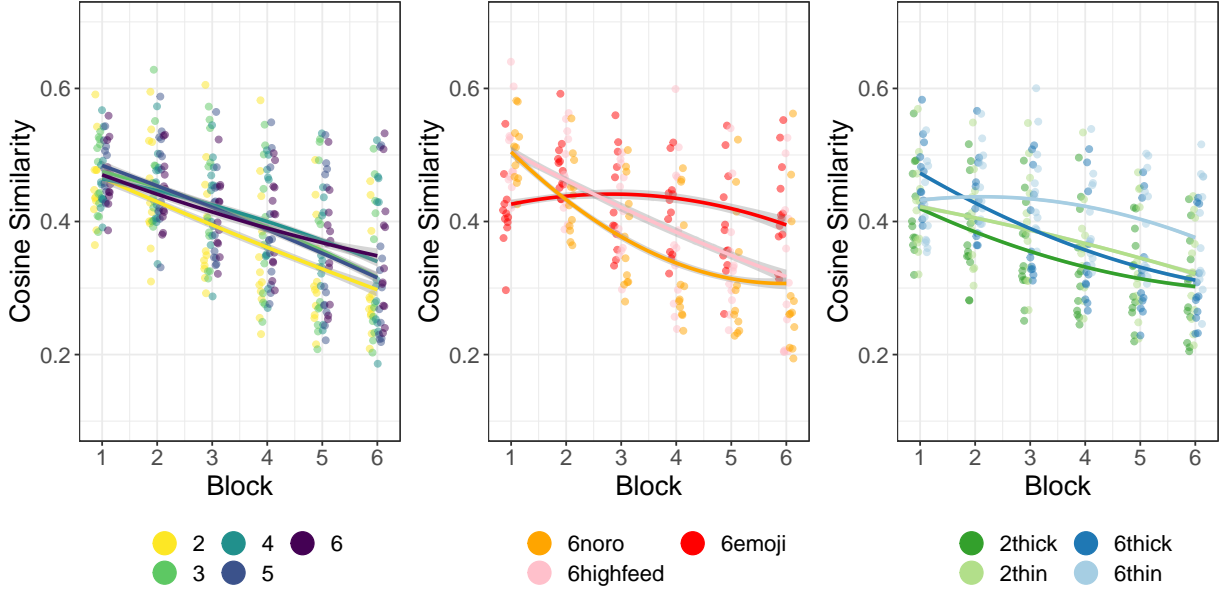 0.6
0.4
0.2
Cosine Similarity
1 2 3 4 5 6
Block
2 4 6
3 5
0.6
0.4
0.2
Cosine Similarity
1 2 3 4 5 6
Block
6noro 6emoji
6highfeed
0.6
0.4
0.2
Cosine Similarity
1 2 3 4 5 6
Block
2thick 6thick
2thin 6thin